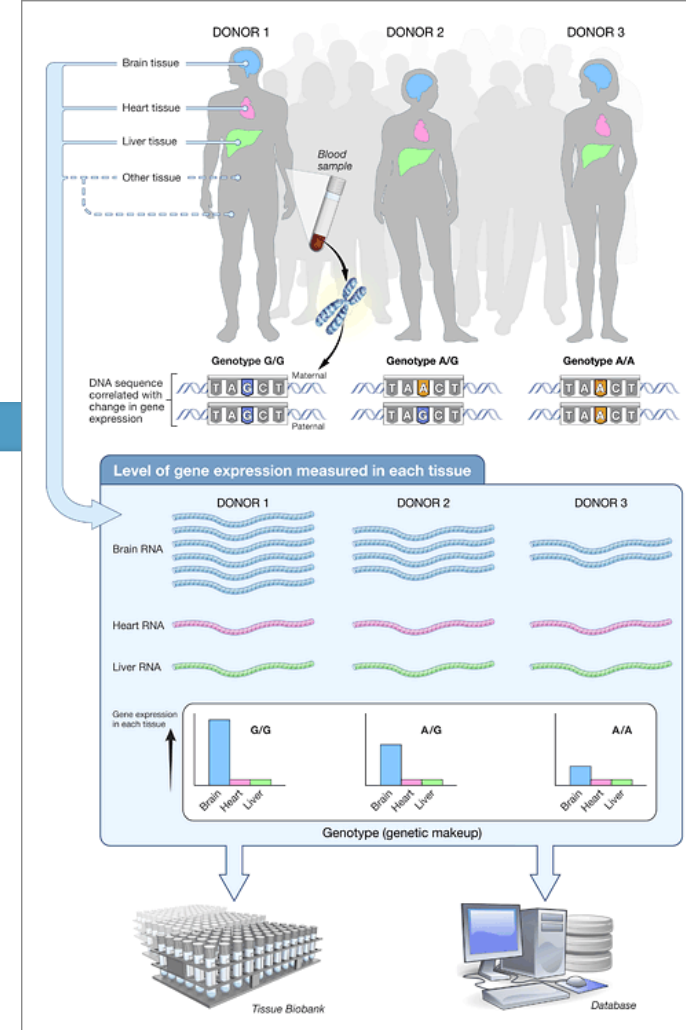 DONOR 1
DONOR 2
DONOR 3
Brain tissue
Heart tissue
Liver tissue
Other tissue
Blood
sample
Genotype G/G
Genotype A/G
Genotype A/A
Maternal
DNA sequence
correlated with
change in gene
expression
T A G C T
T A A C T
T A A C T
T A G C T
T A G C T
T A A C T
Paternal
Level of gene expression measured in each tissue
DONOR 1
DONOR 2
DONOR 3
Brain RNA
Heart RNA
Liver RNA
Gene expression
in each tissue
G/G
A/G
A/A
Brain
Heart
Liver
Brain
Heart
Liver
Brain
Heart
Liver
Genotype (genetic makeup)
Tissue Biobank
Database